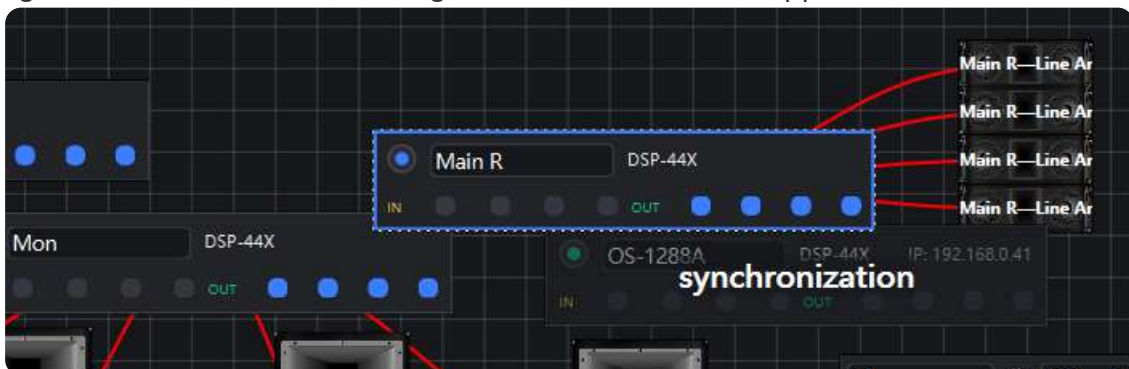 Main R—Line Ar
Main R—Line Ar
Main R DSP-44X
Main R—Line Ar
IN OUT
Main R—Line Ar
Mon DSP-44X
OS-1288A DSP-44X IP: 192.168.0.41
synchronization
OUT
IN OUT